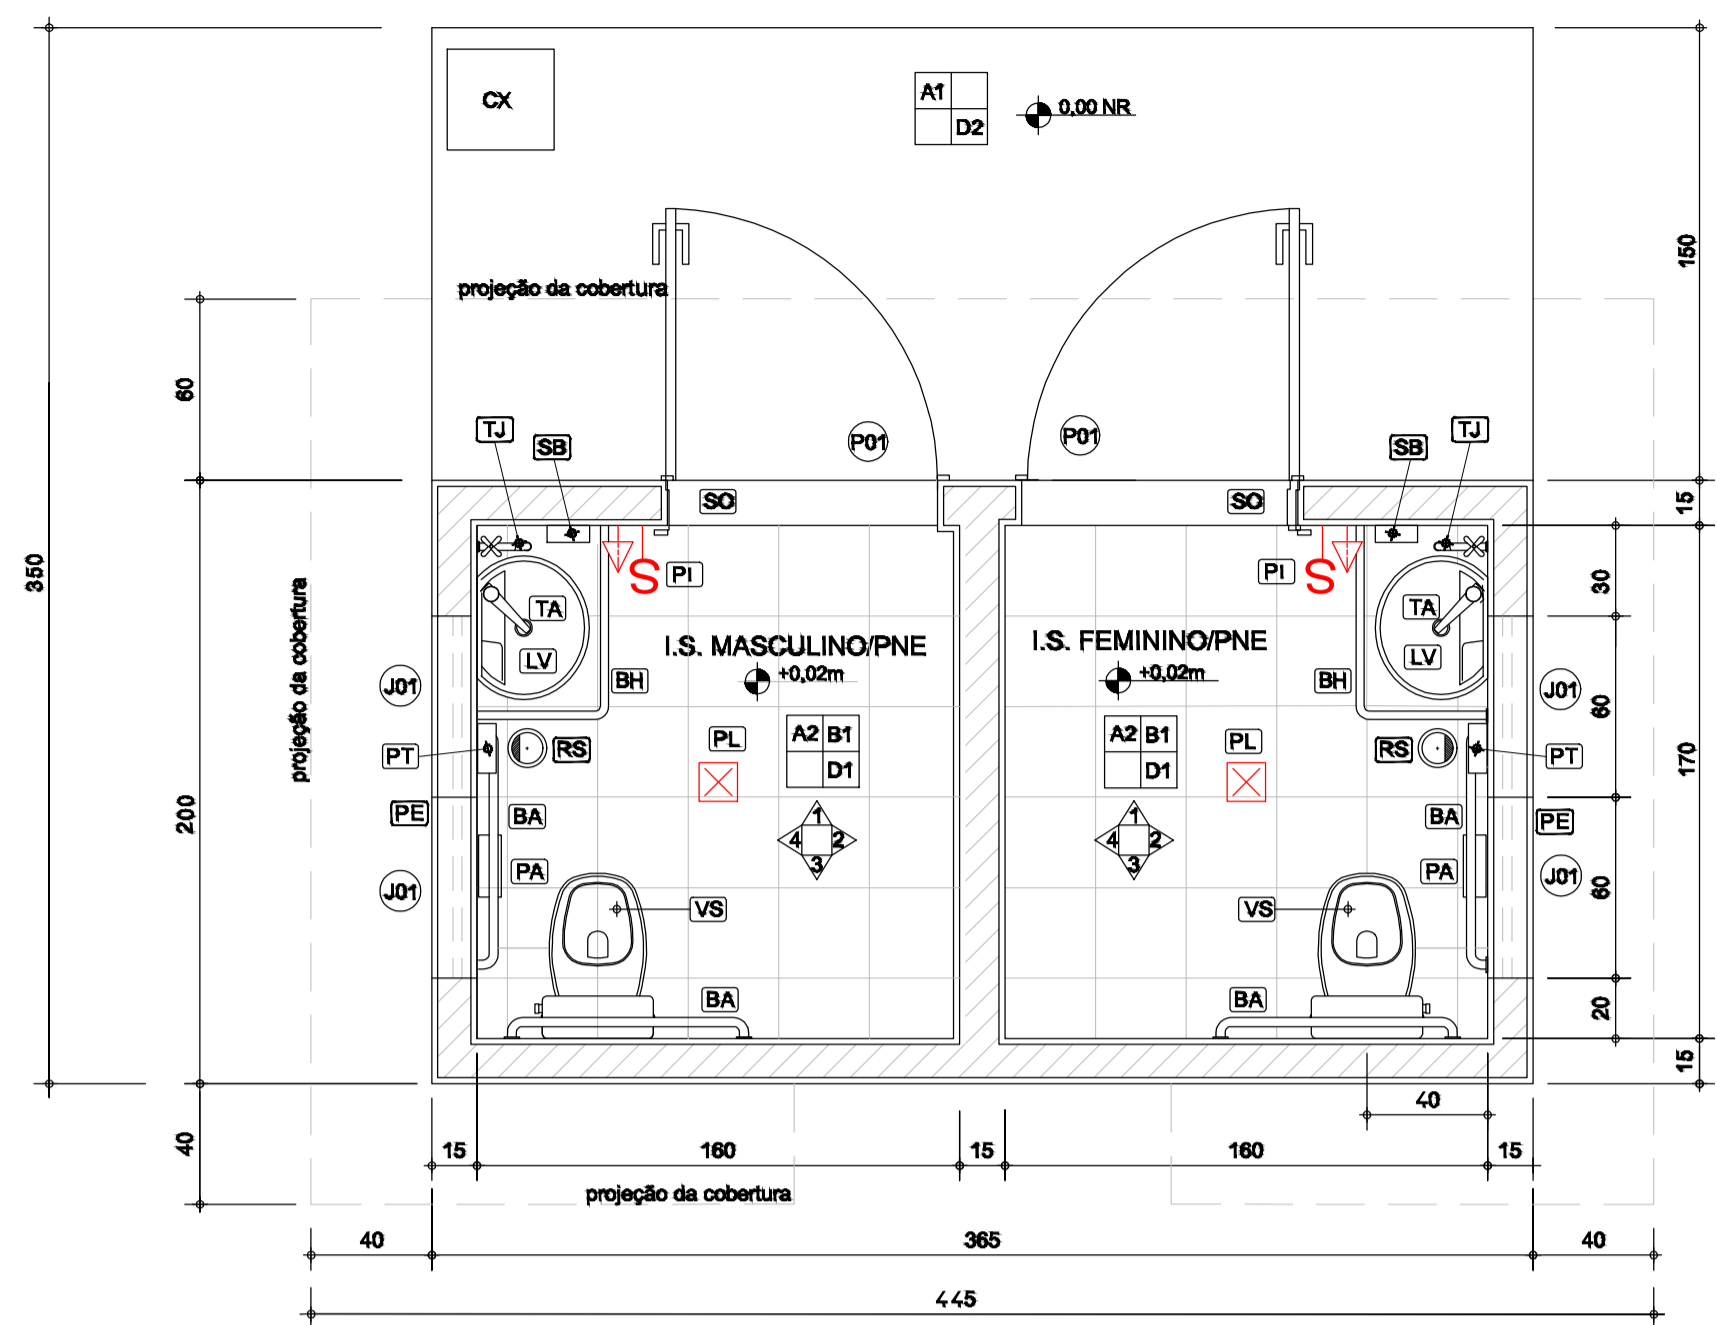 CX
A1
D2
0,00 NR
350
150
projeção da cobertura
60
TJ
SB
P01
P01
SB
TJ
SO
SO
15
S
PI
PI
S
30
TA
LV
I.S. MASCULINO/PNE
+0,02m
I.S. FEMININO/PNE
+0,02m
TA
LV
projeção da cobertura
J01
BH
BH
J01
60
PT
RS
PL
A2 B1
D1
A2 B1
D1
PL
RS
PT
170
200
PE
BA
1
4 2
3
1
4 2
3
BA
PE
J01
PA
PA
J01
60
VS
VS
BA
BA
20
15
40
40
15
160
15
160
15
projeção da cobertura
40
365
40
445